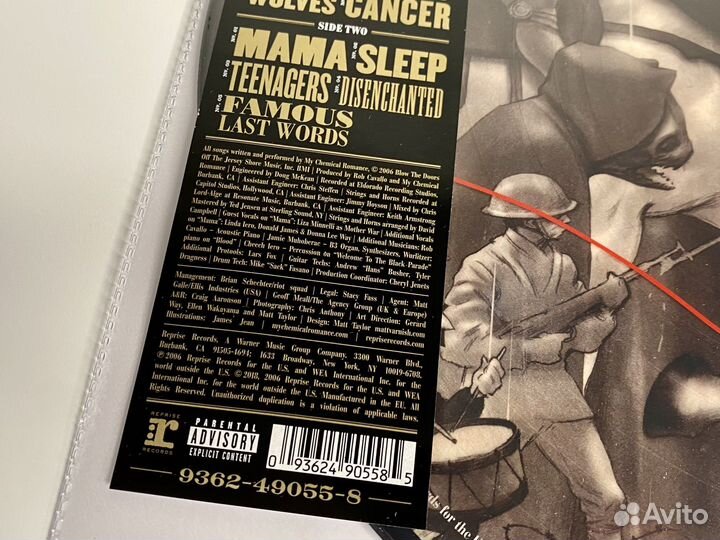 WOLVES CANCER
SIDE TWO
Nº. 01 MAMA Nº. 02 SLEEP
Nº. 03 TEENAGERS Nº. 04 DISENCHANTED
Nº. 05 FAMOUS
LAST WORDS
All songs written and performed by My Chemical Romance, © 2006 Blow The Doors
Off The Jersey Shore Music, Inc. BMI | Produced by Rob Cavallo and My Chemical
Romance | Engineered by Doug McKean | Recorded at Eldorado Recording Studios,
Burbank, CA | Assistant Engineer: Chris Steffen | Strings and Horns Recorded at
Capitol Studios, Hollywood, CA | Assistant Engineer: Jimmy Hoyson | Mixed by Chris
Lord-Alge at Resonate Music, Burbank, CA | Assistant Engineer: Keith Armstrong
Mastered by Ted Jensen at Sterling Sound, NY | Strings and Horns arranged by David
Campbell | Guest Vocals on “Mama”: Liza Minnelli as Mother War | Additional Vocals
on “Mama”: Linda Iero, Donald James & Donna Lee Way | Additional Musicians: Rob
Cavallo – Acoustic Piano | Jamie Muhoberac – B3 Organ, Synthesizers, Wurlitzer;
piano on “Blood” | Cheech Iero – Percussion on “Welcome To The Black Parade”
Additional Protools: Lars Fox | Guitar Techs: Andrew “Hans” Busher, Tyler
Dragness | Drum Tech: Mike “Sack” Fasano | Production Coordinator: Cheryl Jenets
Management: Brian Schechter/riot squad | Legal: Stacy Fass | Agent: Matt
Galle/Ellis Industries (USA) | Geoff Meall/The Agency Group (UK & Europe)
A&R: Craig Aaronson | Photography: Chris Anthony | Art Direction: Gerard
Way, Ellen Wakayama and Matt Taylor | Design: Matt Taylor mattvarnish.com
Illustrations: James Jean | mychemicalromance.com | repriserecords.com
Reprise Records, A Warner Music Group Company, 3300 Warner Blvd.,
Burbank, CA 91505-4694; 1633 Broadway, New York, NY 10019-6708.
℗ 2006 Reprise Records for the U.S. and WEA International Inc. for the
world outside the U.S. © 2018, 2006 Reprise Records for the U.S. and WEA
International Inc. for the world outside the U.S. Manufactured in the EU. All
Rights Reserved. Unauthorized duplication is a violation of applicable laws.
REPRISE
r
RECORDS
PARENTAL
ADVISORY
EXPLICIT CONTENT
0 93624 90558 5
9362-49055-8
ds for the
Avito